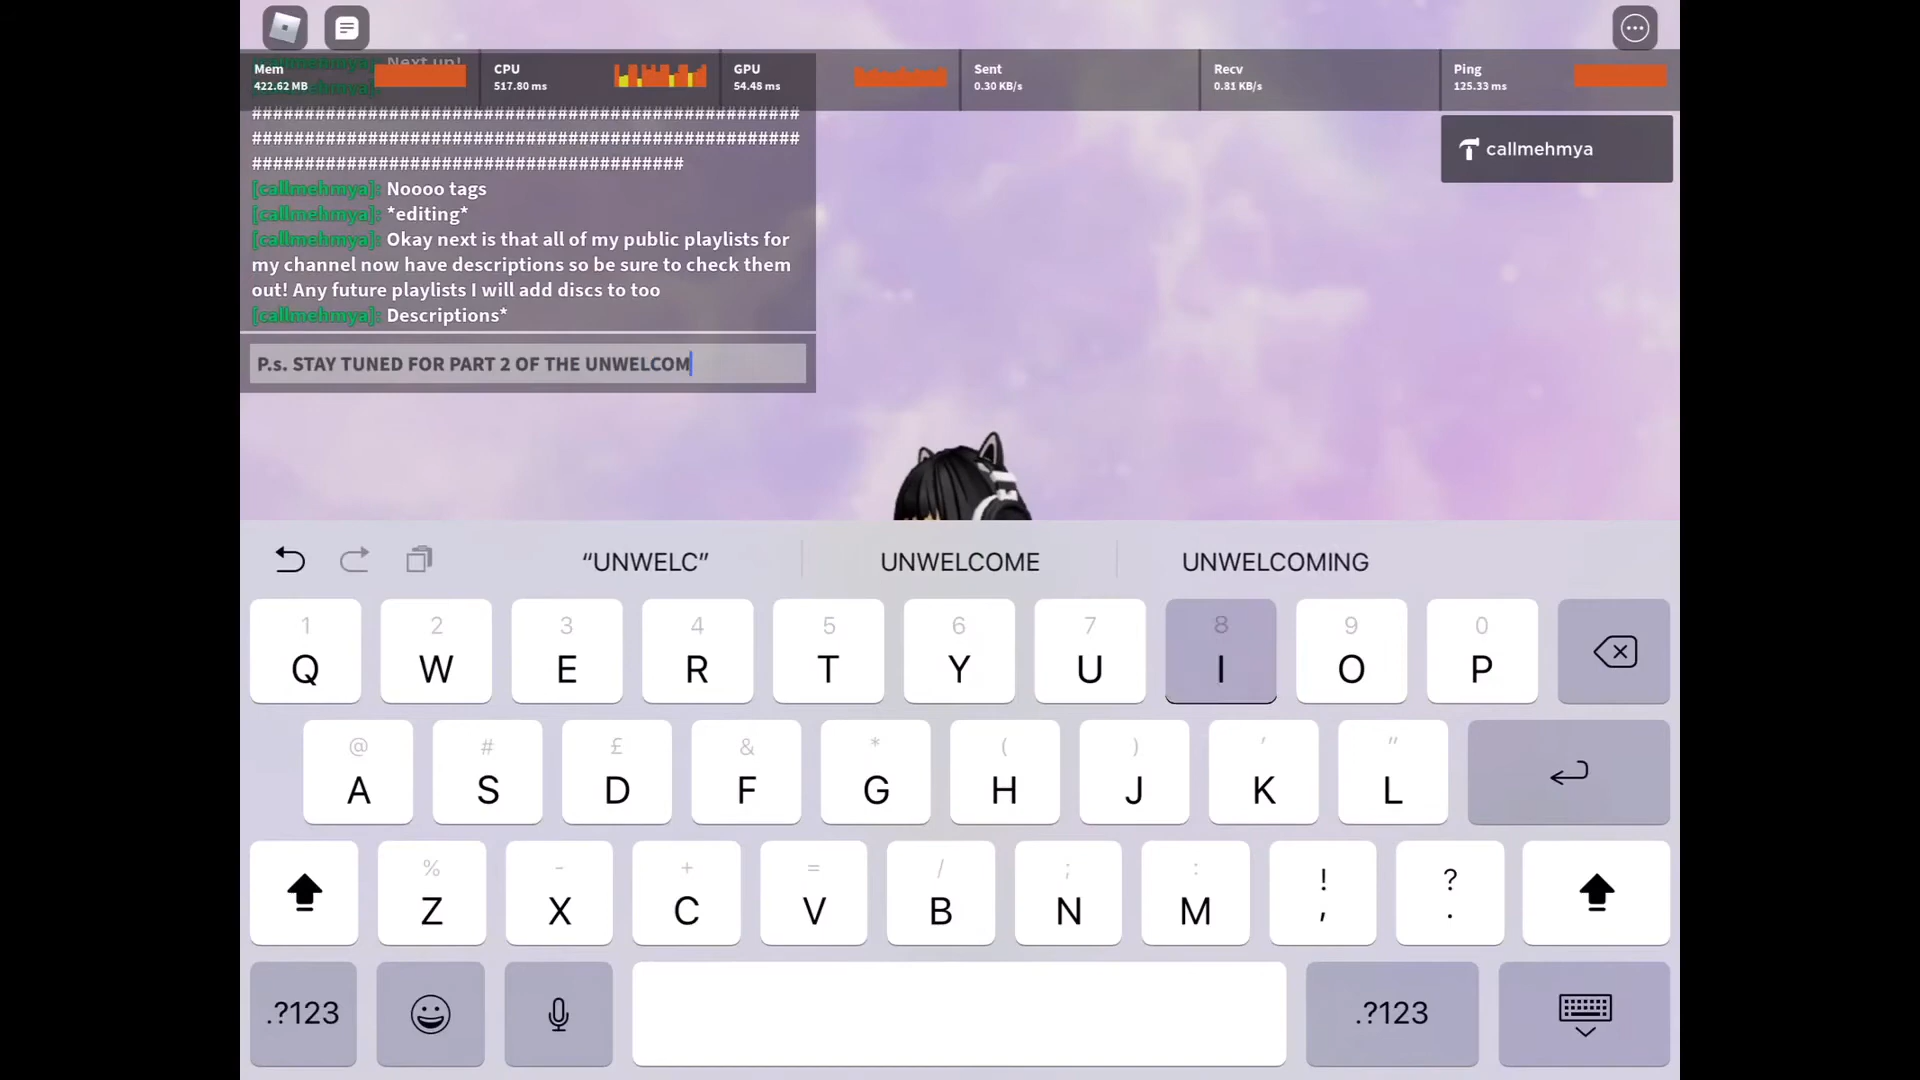 [callmehmya]: Next up!
Mem
422.62 MB
CPU
517.80 ms
GPU
54.48 ms
Sent
0.30 KB/s
Recv
0.81 KB/s
Ping
125.33 ms
[callmehmya]:
################################################
################################################
######################################
[callmehmya]: Noooo tags
[callmehmya]: *editing*
[callmehmya]: Okay next is that all of my public playlists for
my channel now have descriptions so be sure to check them
out! Any future playlists I will add discs to too
[callmehmya]: Descriptions*
P.s. STAY TUNED FOR PART 2 OF THE UNWELCOM
callmehmya
“UNWELC” UNWELCOME UNWELCOMING
1 2 3 4 5 6 7 8 9 0
Q W E R T Y U I O P
@ # £ & * ( ) ' "
A S D F G H J K L
% - + = / ; : ! ?
Z X C V B N M , .
.?123 .?123